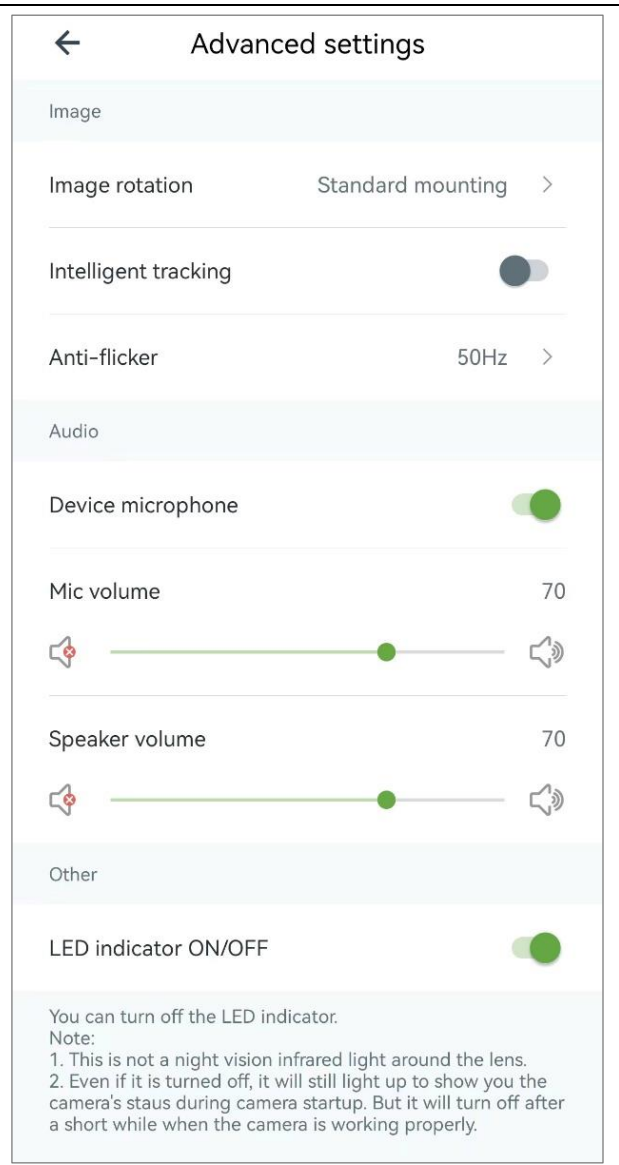 Advanced settings
Image
Image rotation Standard mounting
Intelligent tracking
Anti-flicker 50Hz
Audio
Device microphone
Mic volume 70
Speaker volume 70
Other
LED indicator ON/OFF
You can turn off the LED indicator.
Note:
1. This is not a night vision infrared light around the lens.
2. Even if it is turned off, it will still light up to show you the
camera's staus during camera startup. But it will turn off after
a short while when the camera is working properly.